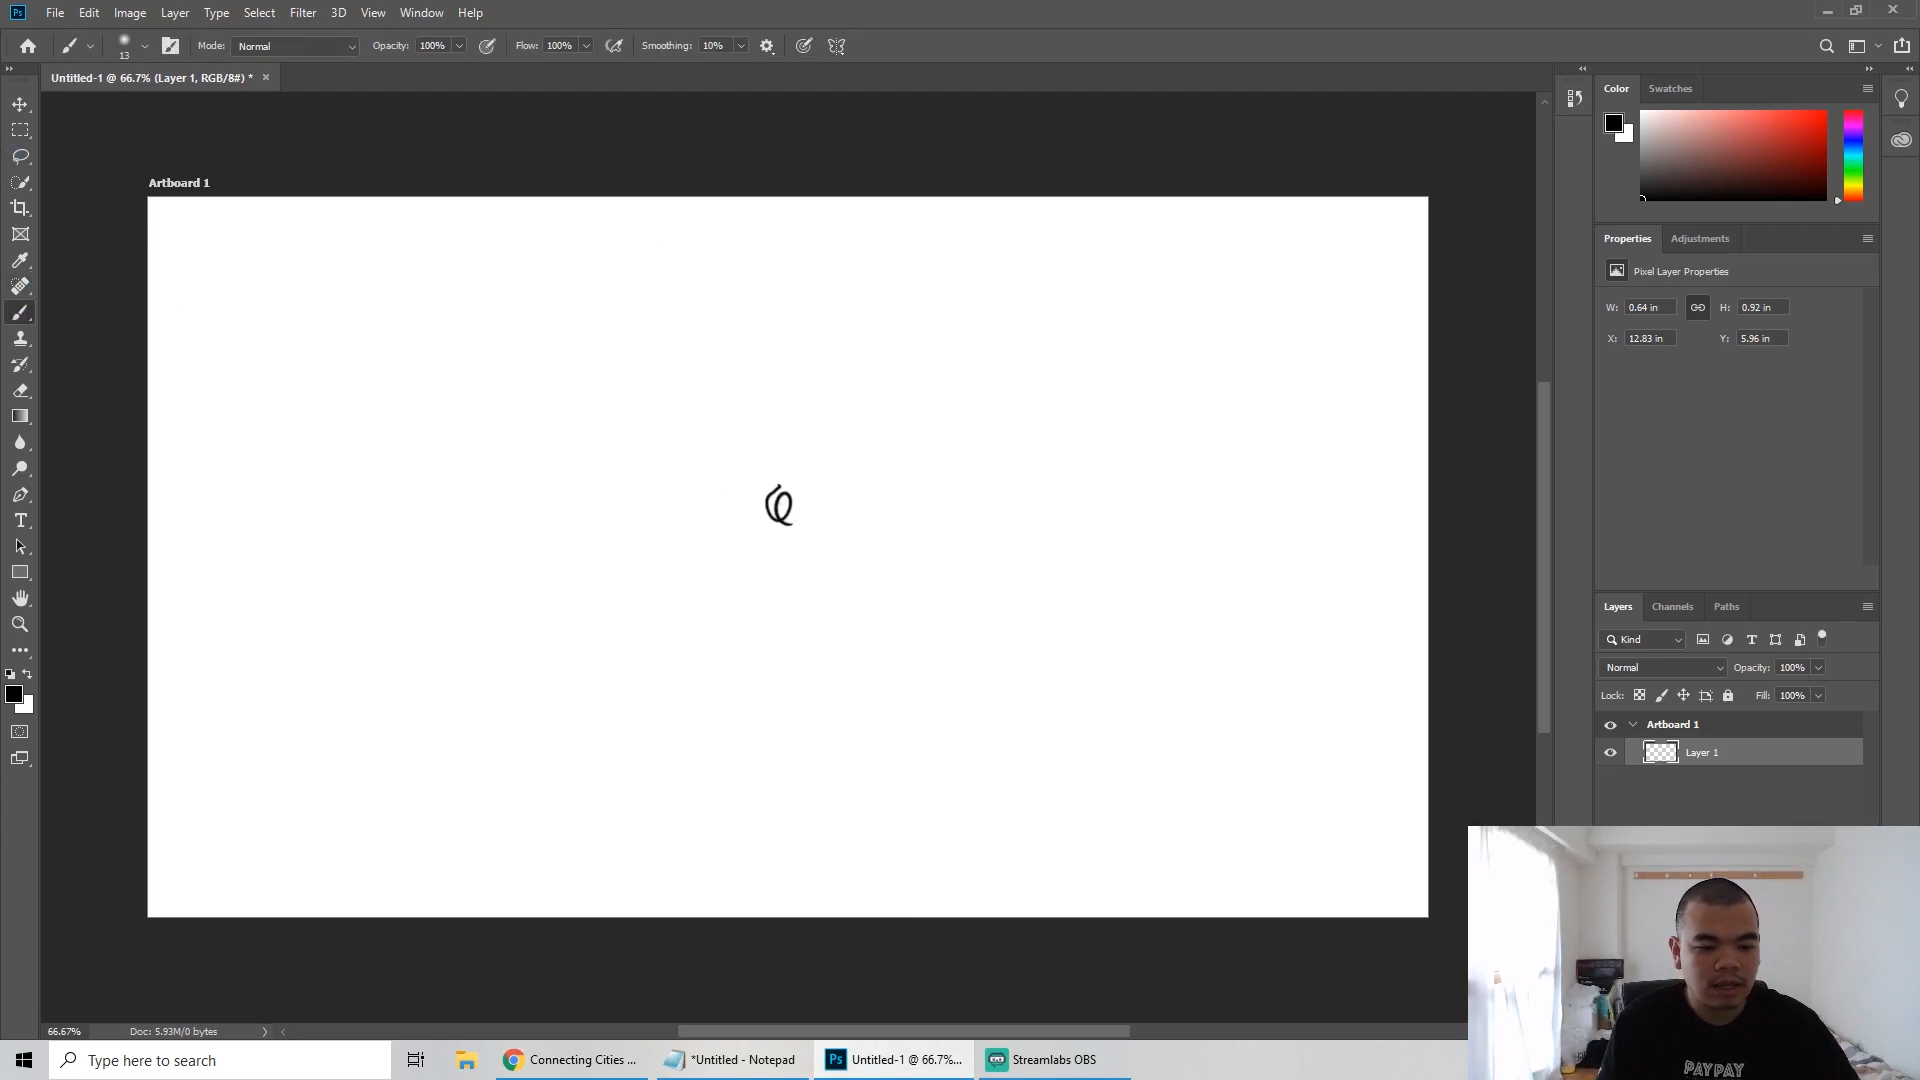 Ps File Edit Image Layer Type Select Filter 3D View Window Help
13 Mode: Normal Opacity: 100% Flow: 100% Smoothing: 10%
Untitled-1 @ 66.7% (Layer 1, RGB/8#) * ×
Artboard 1
Color Swatches
Properties Adjustments
Pixel Layer Properties
W: 0.64 in H: 0.92 in
X: 12.83 in Y: 5.96 in
Layers Channels Paths
Kind
Normal Opacity: 100%
Lock: Fill: 100%
Artboard 1
Layer 1
66.67% Doc: 5.93M/0 bytes
PAYPAY
Type here to search
Connecting Cities ...
*Untitled - Notepad
Ps Untitled-1 @ 66.7%...
Streamlabs OBS